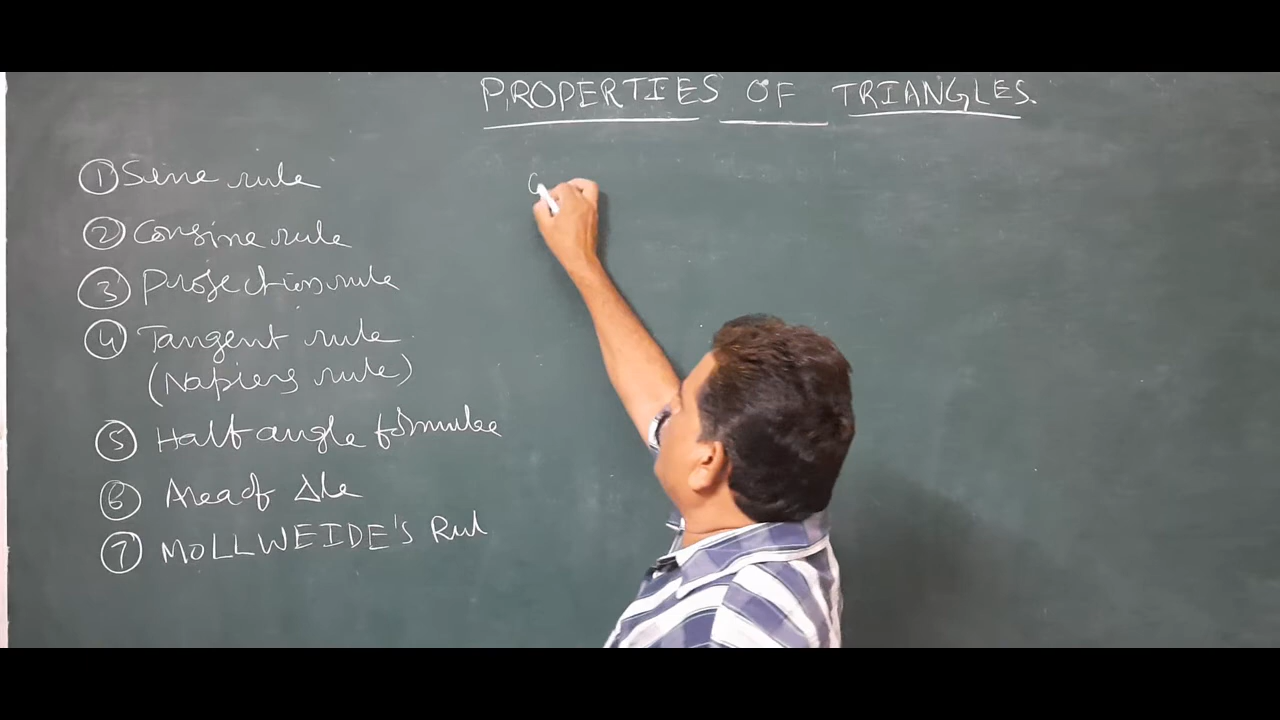 PROPERTIES OF TRIANGLES.
① Sine rule
② Consine rule
③ Projection rule
④ Tangent rule
(Napiers rule)
⑤ Half angle formulae
⑥ Area of Δle
⑦ MOLLWEIDE'S Rul